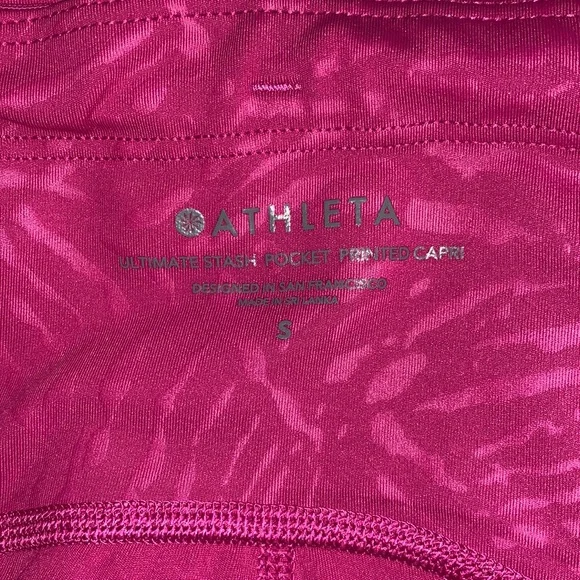 ATHLETA
ULTIMATE STASH POCKET PRINTED CAPRI
DESIGNED IN SAN FRANCISCO
MADE IN SRI LANKA
S